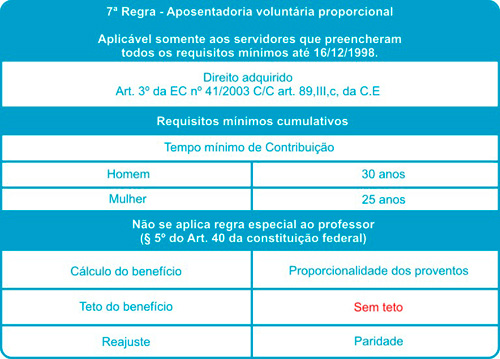 7ª Regra - Aposentadoria voluntária proporcional
Aplicável somente aos servidores que preencheram
todos os requisitos mínimos até 16/12/1998.
Direito adquirido
Art. 3º da EC nº 41/2003 C/C art. 89,III,c, da C.E
Requisitos mínimos cumulativos
Tempo mínimo de Contribuição
Homem 30 anos
Mulher 25 anos
Não se aplica regra especial ao professor
(§ 5º do Art. 40 da constituição federal)
Cálculo do benefício Proporcionalidade dos proventos
Teto do benefício Sem teto
Reajuste Paridade